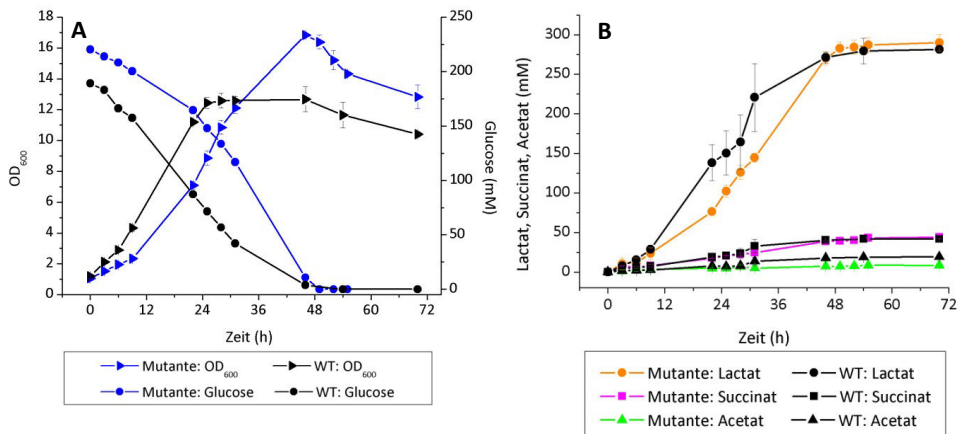 A
18
16
14
12
10
8
6
4
2
0
OD600
250
200
150
100
50
0
Glucose (mM)
0 12 24 36 48 60 72
Zeit (h)
Mutante: OD600 WT: OD600
Mutante: Glucose WT: Glucose
B
300
250
200
150
100
50
0
Lactat, Succinat, Acetat (mM)
0 12 24 36 48 60 72
Zeit (h)
Mutante: Lactat WT: Lactat
Mutante: Succinat WT: Succinat
Mutante: Acetat WT: Acetat